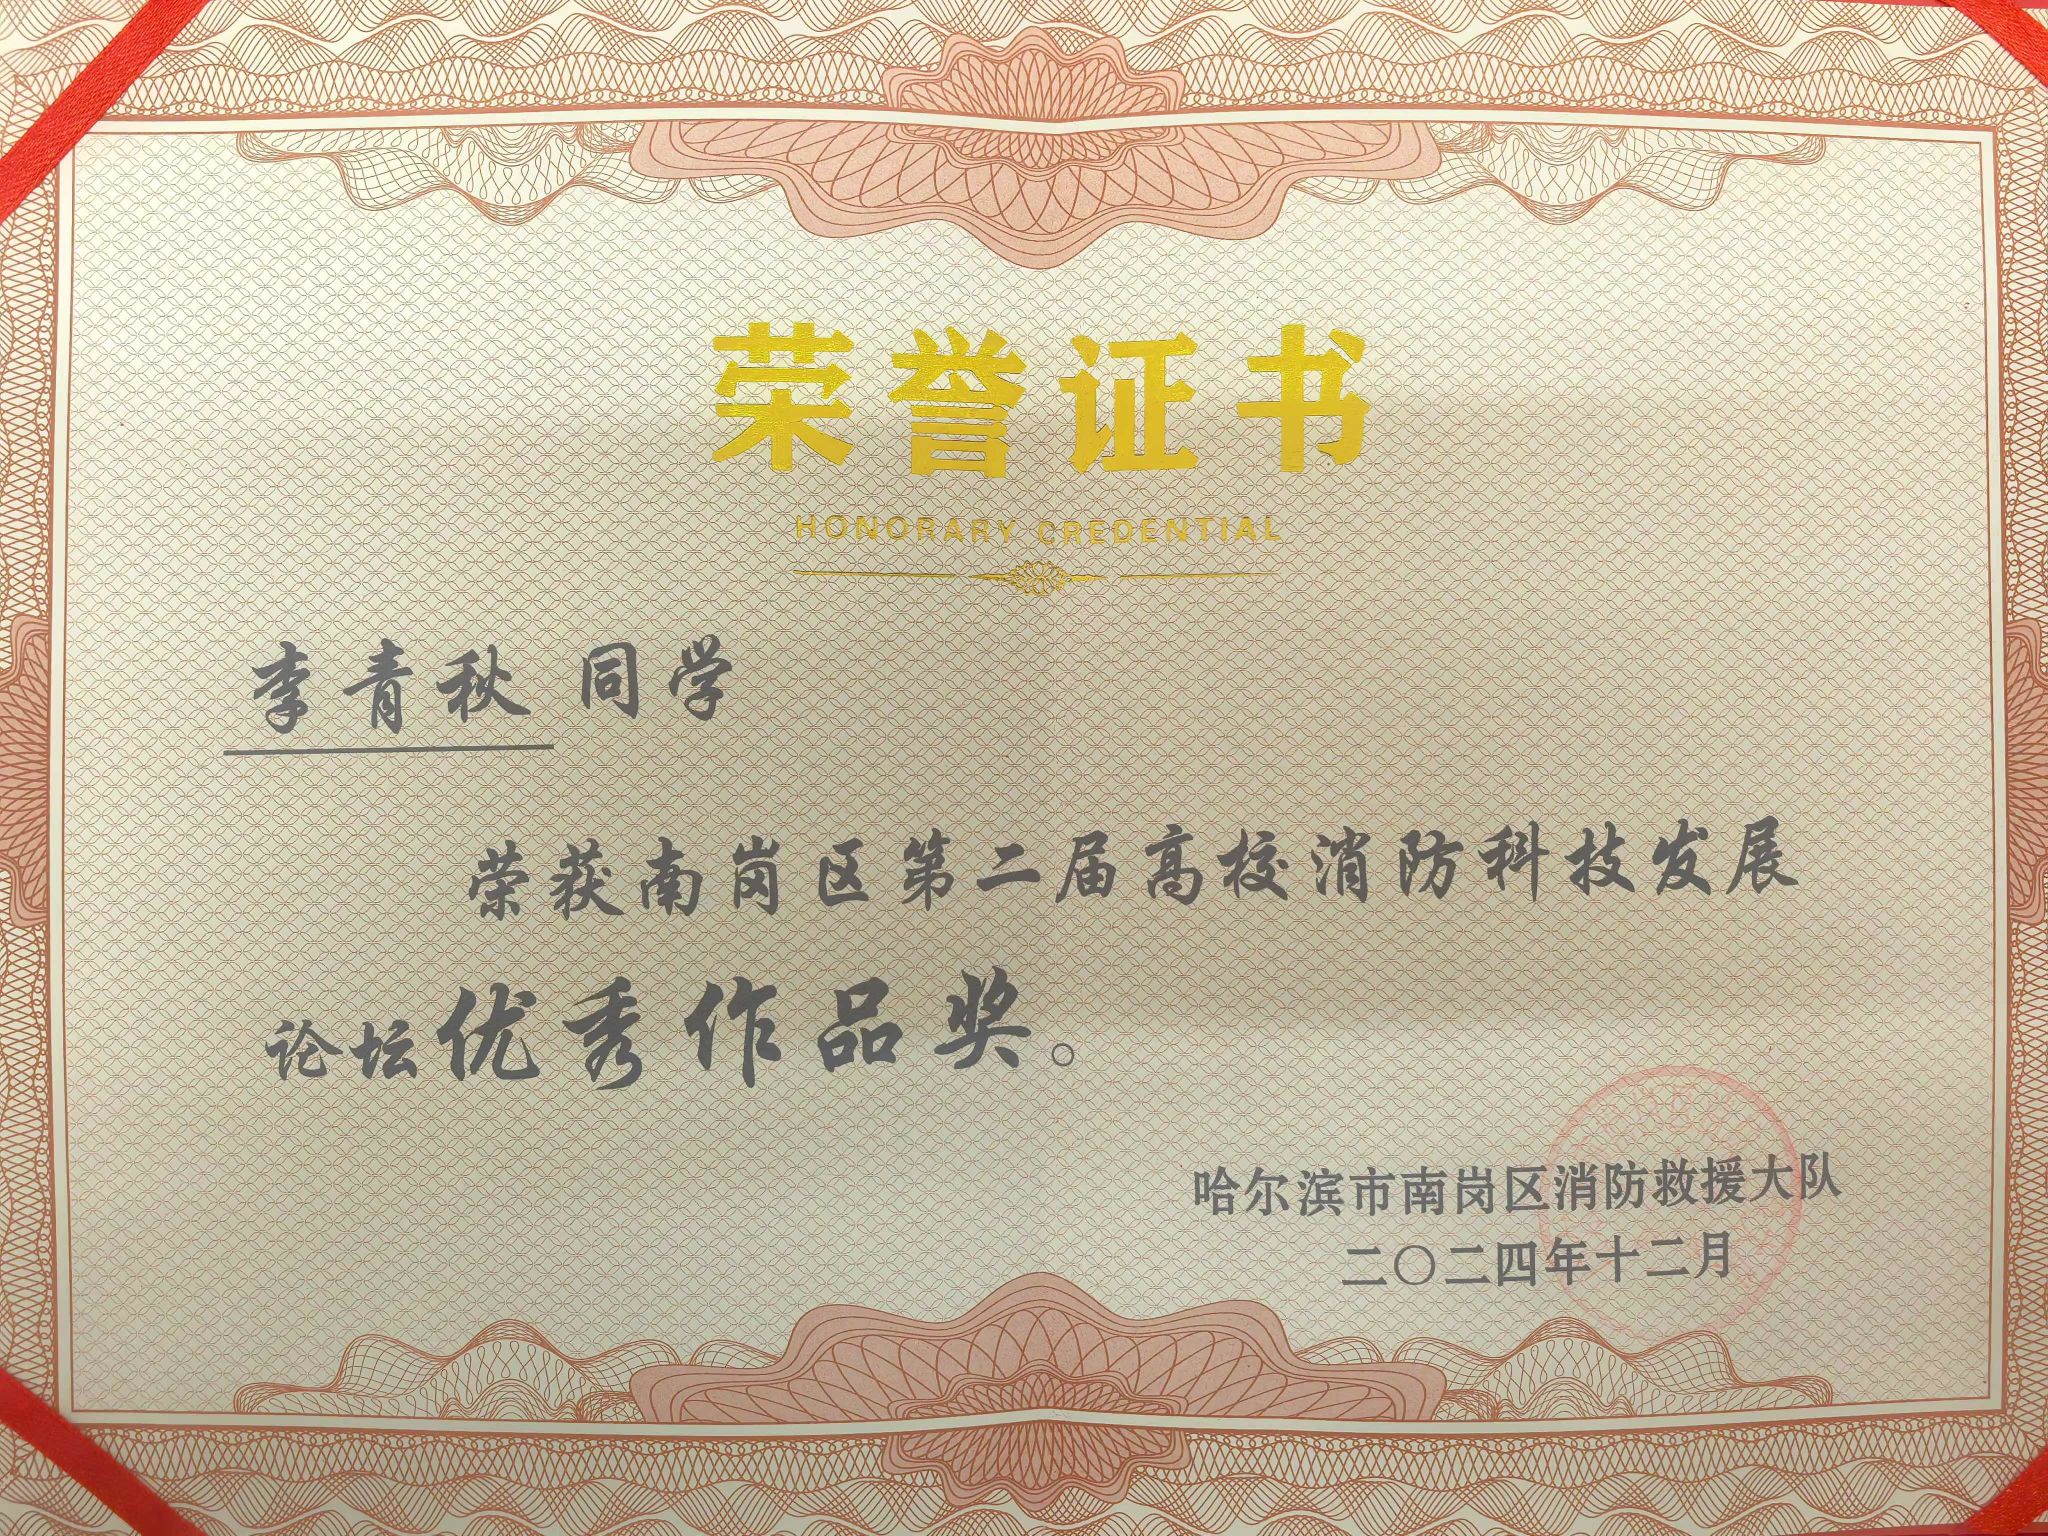 荣誉证书
HONORARY CREDENTIAL
李青秋 同学
荣获南岗区第二届高校消防科技发展
论坛优秀作品奖。
哈尔滨市南岗区消防救援大队
二〇二四年十二月